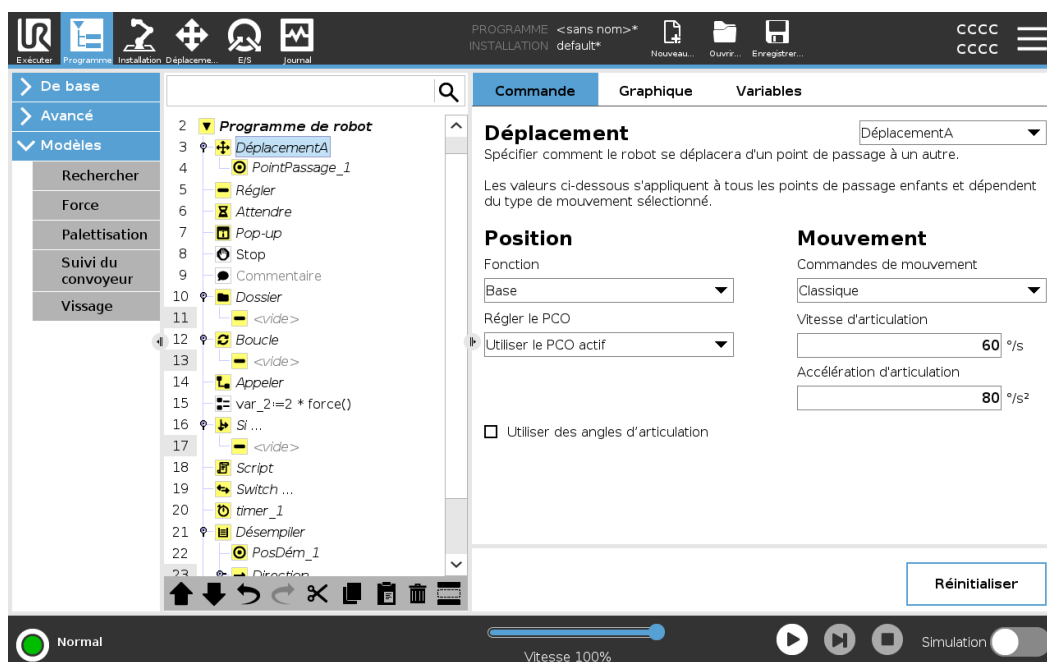 PROGRAMME <sans nom>*
INSTALLATION default*
Exécuter
Programme
Installation
Déplaceme...
E/S
Journal
Nouveau...
Ouvrir...
Enregistrer...
cccc
cccc
De base
Avancé
Modèles
Rechercher
Force
Palettisation
Suivi du
convoyeur
Vissage
2 Programme de robot
3 DéplacementA
4 PointPassage_1
5 Régler
6 Attendre
7 Pop-up
8 Stop
9 Commentaire
10 Dossier
11 <vide>
12 Boucle
13 <vide>
14 Appeler
15 var_2:=2 * force()
16 Si ...
17 <vide>
18 Script
19 Switch ...
20 timer_1
21 Désempiler
22 PosDém_1
23 Direction
Commande Graphique Variables
Déplacement
DéplacementA
Spécifier comment le robot se déplacera d'un point de passage à un autre.
Les valeurs ci-dessous s'appliquent à tous les points de passage enfants et dépendent
du type de mouvement sélectionné.
Position
Fonction
Base
Régler le PCO
Utiliser le PCO actif
Utiliser des angles d’articulation
Mouvement
Commandes de mouvement
Classique
Vitesse d'articulation
60 °/s
Accélération d'articulation
80 °/s²
Réinitialiser
Normal
Vitesse 100%
Simulation